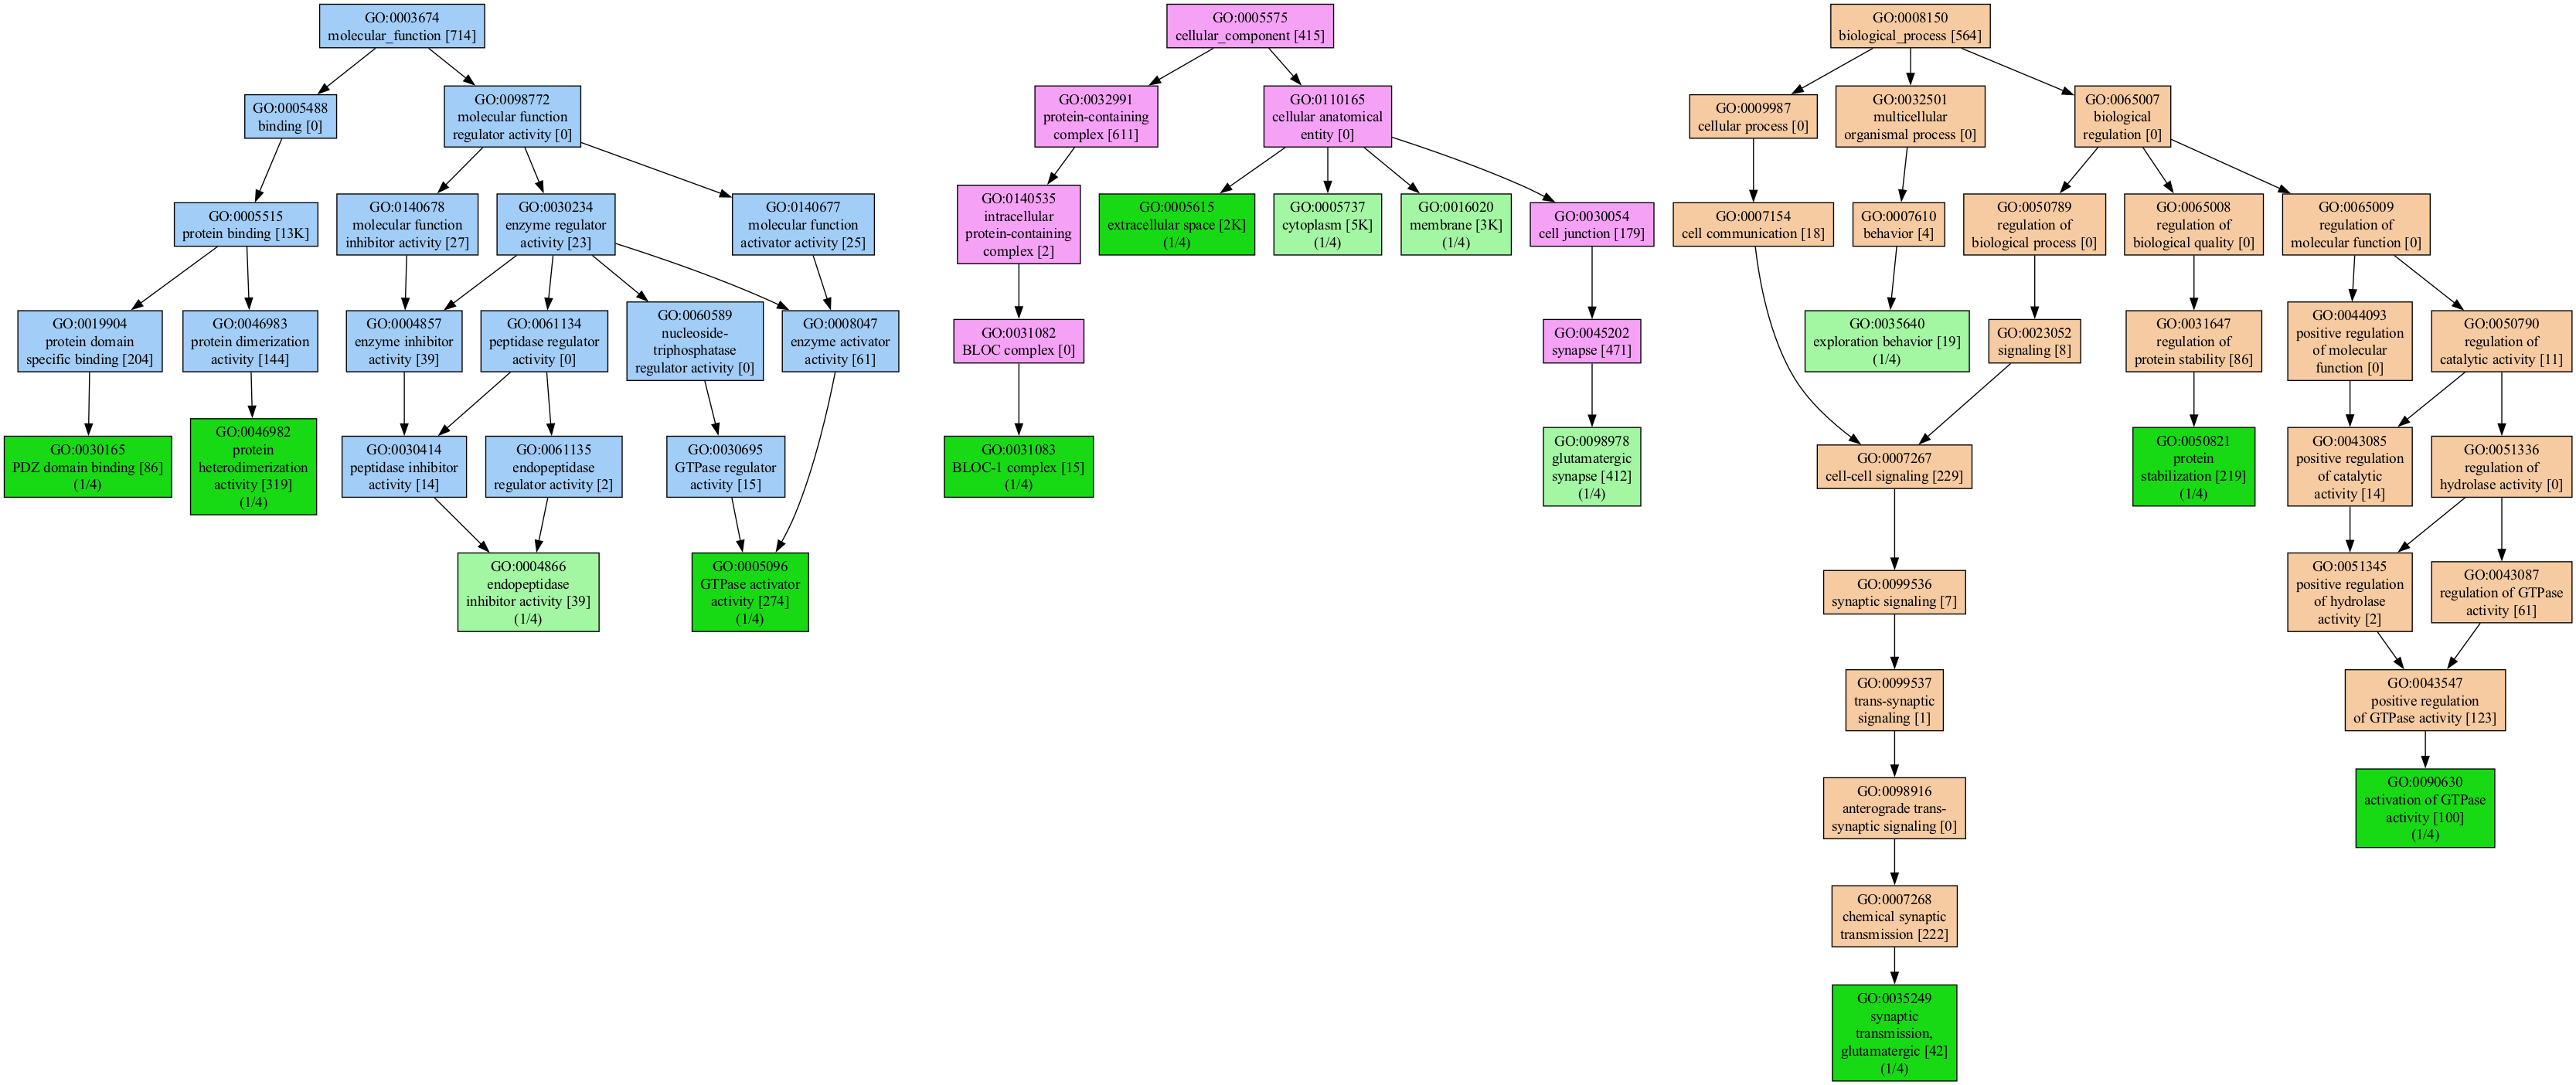 GO:0003674
molecular_function [714]
GO:0005488
binding [0]
GO:0098772
molecular function
regulator activity [0]
GO:0005515
protein binding [13K]
GO:0140678
molecular function
inhibitor activity [27]
GO:0030234
enzyme regulator
activity [23]
GO:0140677
molecular function
activator activity [25]
GO:0019904
protein domain
specific binding [204]
GO:0046983
protein dimerization
activity [144]
GO:0004857
enzyme inhibitor
activity [39]
GO:0061134
peptidase regulator
activity [0]
GO:0060589
nucleoside-
triphosphatase
regulator activity [0]
GO:0008047
enzyme activator
activity [61]
GO:0030165
PDZ domain binding [86]
(1/4)
GO:0046982
protein
heterodimerization
activity [319]
(1/4)
GO:0030414
peptidase inhibitor
activity [14]
GO:0061135
endopeptidase
regulator activity [2]
GO:0030695
GTPase regulator
activity [15]
GO:0004866
endopeptidase
inhibitor activity [39]
(1/4)
GO:0005096
GTPase activator
activity [274]
(1/4)
GO:0005575
cellular_component [415]
GO:0032991
protein-containing
complex [611]
GO:0110165
cellular anatomical
entity [0]
GO:0140535
intracellular
protein-containing
complex [2]
GO:0005615
extracellular space [2K]
(1/4)
GO:0005737
cytoplasm [5K]
(1/4)
GO:0016020
membrane [3K]
(1/4)
GO:0030054
cell junction [179]
GO:0031082
BLOC complex [0]
GO:0045202
synapse [471]
GO:0031083
BLOC-1 complex [15]
(1/4)
GO:0098978
glutamatergic
synapse [412]
(1/4)
GO:0008150
biological_process [564]
GO:0009987
cellular process [0]
GO:0032501
multicellular
organismal process [0]
GO:0065007
biological
regulation [0]
GO:0007154
cell communication [18]
GO:0007610
behavior [4]
GO:0050789
regulation of
biological process [0]
GO:0065008
regulation of
biological quality [0]
GO:0065009
regulation of
molecular function [0]
GO:0035640
exploration behavior [19]
(1/4)
GO:0023052
signaling [8]
GO:0031647
regulation of
protein stability [86]
GO:0044093
positive regulation
of molecular
function [0]
GO:0050790
regulation of
catalytic activity [11]
GO:0007267
cell-cell signaling [229]
GO:0050821
protein
stabilization [219]
(1/4)
GO:0043085
positive regulation
of catalytic
activity [14]
GO:0051336
regulation of
hydrolase activity [0]
GO:0099536
synaptic signaling [7]
GO:0051345
positive regulation
of hydrolase
activity [2]
GO:0043087
regulation of GTPase
activity [61]
GO:0099537
trans-synaptic
signaling [1]
GO:0043547
positive regulation
of GTPase activity [123]
GO:0098916
anterograde trans-
synaptic signaling [0]
GO:0090630
activation of GTPase
activity [100]
(1/4)
GO:0007268
chemical synaptic
transmission [222]
GO:0035249
synaptic
transmission,
glutamatergic [42]
(1/4)